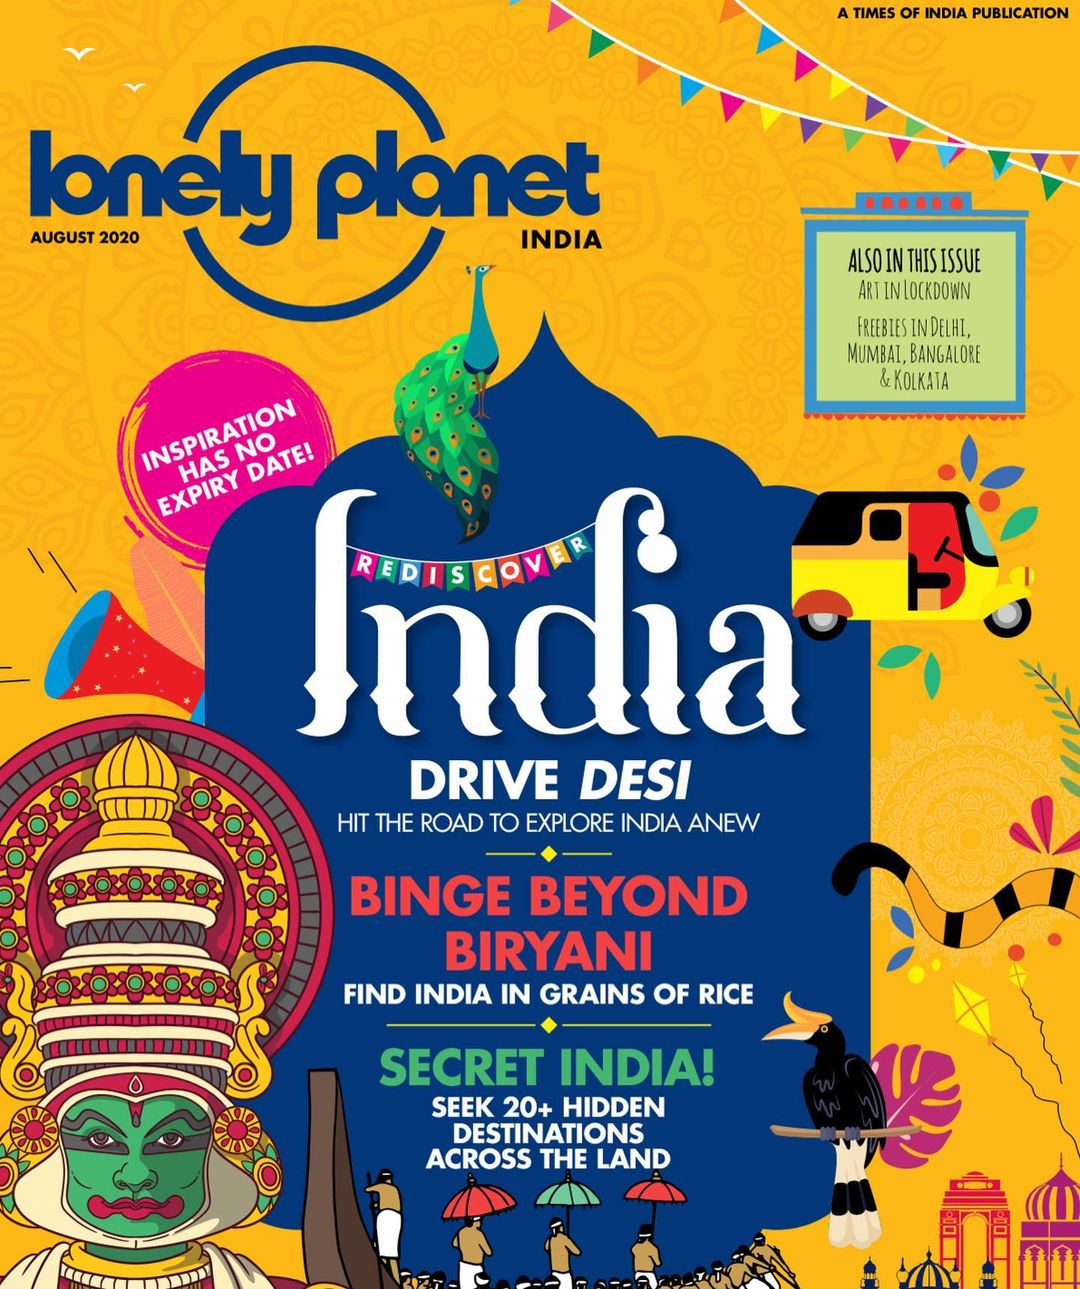 A TIMES OF INDIA PUBLICATION
lonely planet
AUGUST 2020
INDIA
ALSO IN THIS ISSUE
ART IN LOCKDOWN
FREEBIES IN DELHI,
MUMBAI, BANGALORE
& KOLKATA
INSPIRATION
HAS NO
EXPIRY DATE!
REDISCOVER
India
DRIVE DESI
HIT THE ROAD TO EXPLORE INDIA ANEW
BINGE BEYOND
BIRYANI
FIND INDIA IN GRAINS OF RICE
SECRET INDIA!
SEEK 20+ HIDDEN
DESTINATIONS
ACROSS THE LAND